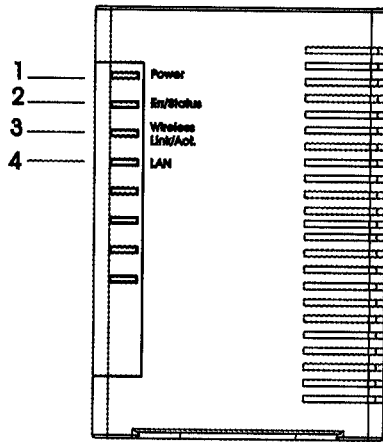 1 Power
2 Err/Status
3 Wireless
Link/Act.
4 LAN